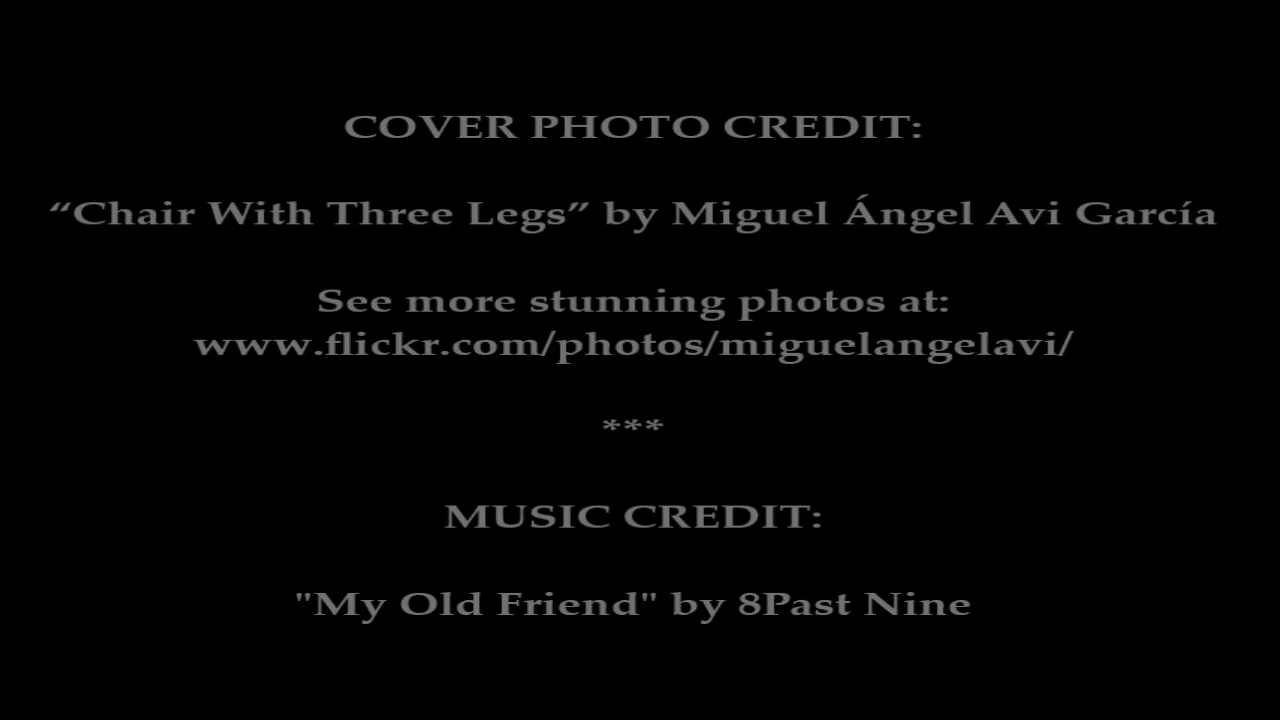 COVER PHOTO CREDIT:
“Chair With Three Legs” by Miguel Ángel Avi García
See more stunning photos at:
www.flickr.com/photos/miguelangelavi/
***
MUSIC CREDIT:
"My Old Friend" by 8Past Nine